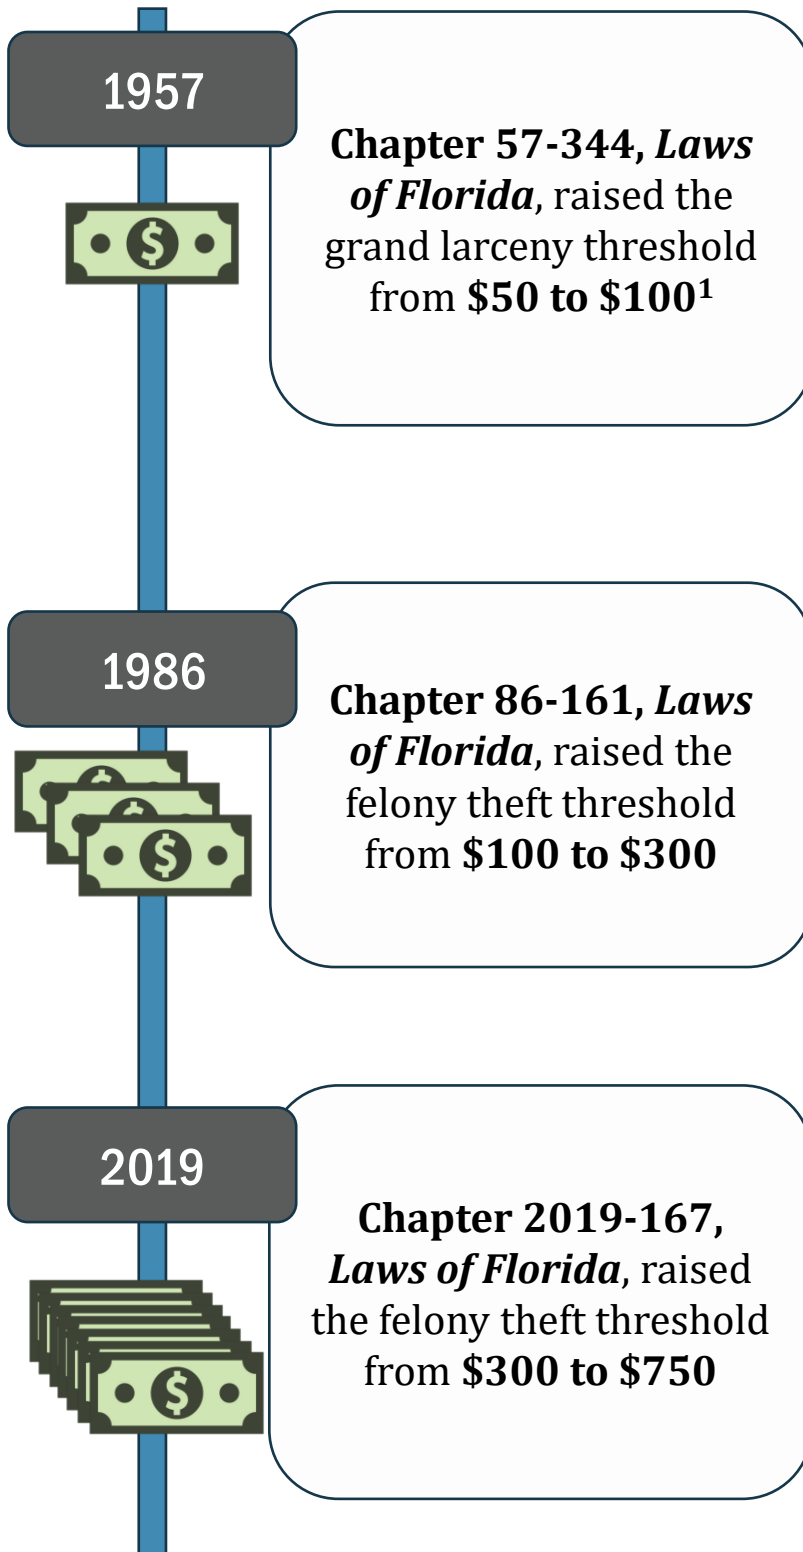 1957
Chapter 57-344, Laws
of Florida, raised the
grand larceny threshold
from $50 to $100¹
$
1986
Chapter 86-161, Laws
of Florida, raised the
felony theft threshold
from $100 to $300
$
$
$
2019
Chapter 2019-167,
Laws of Florida, raised
the felony theft threshold
from $300 to $750
$